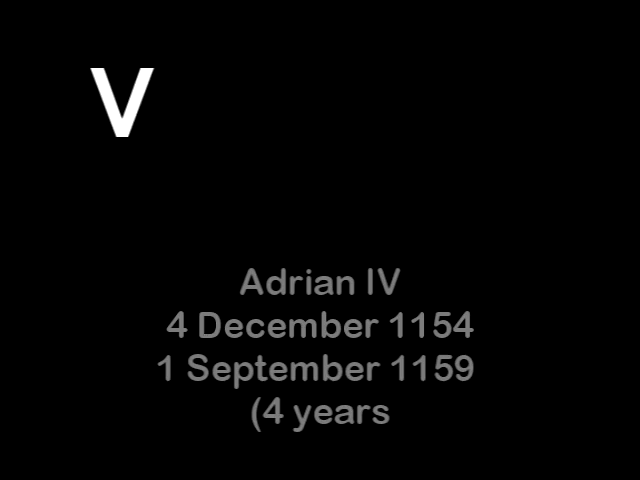 V
Adrian IV
4 December 1154
1 September 1159
(4 years